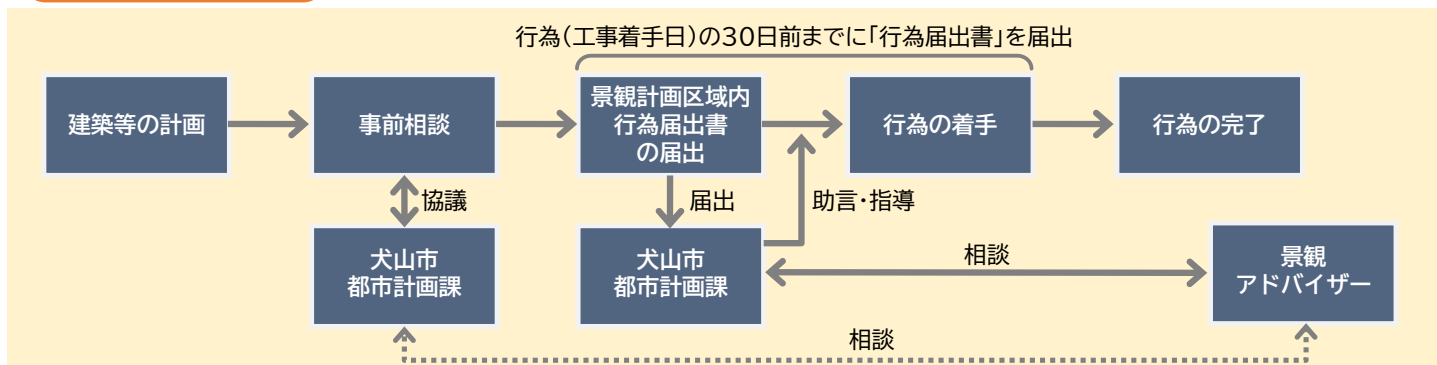 行為(工事着手日)の30日前までに「行為届出書」を届出
建築等の計画
事前相談
景観計画区域内
行為届出書
の届出
行為の着手
行為の完了
協議
届出
助言・指導
犬山市
都市計画課
犬山市
都市計画課
相談
景観
アドバイザー
相談